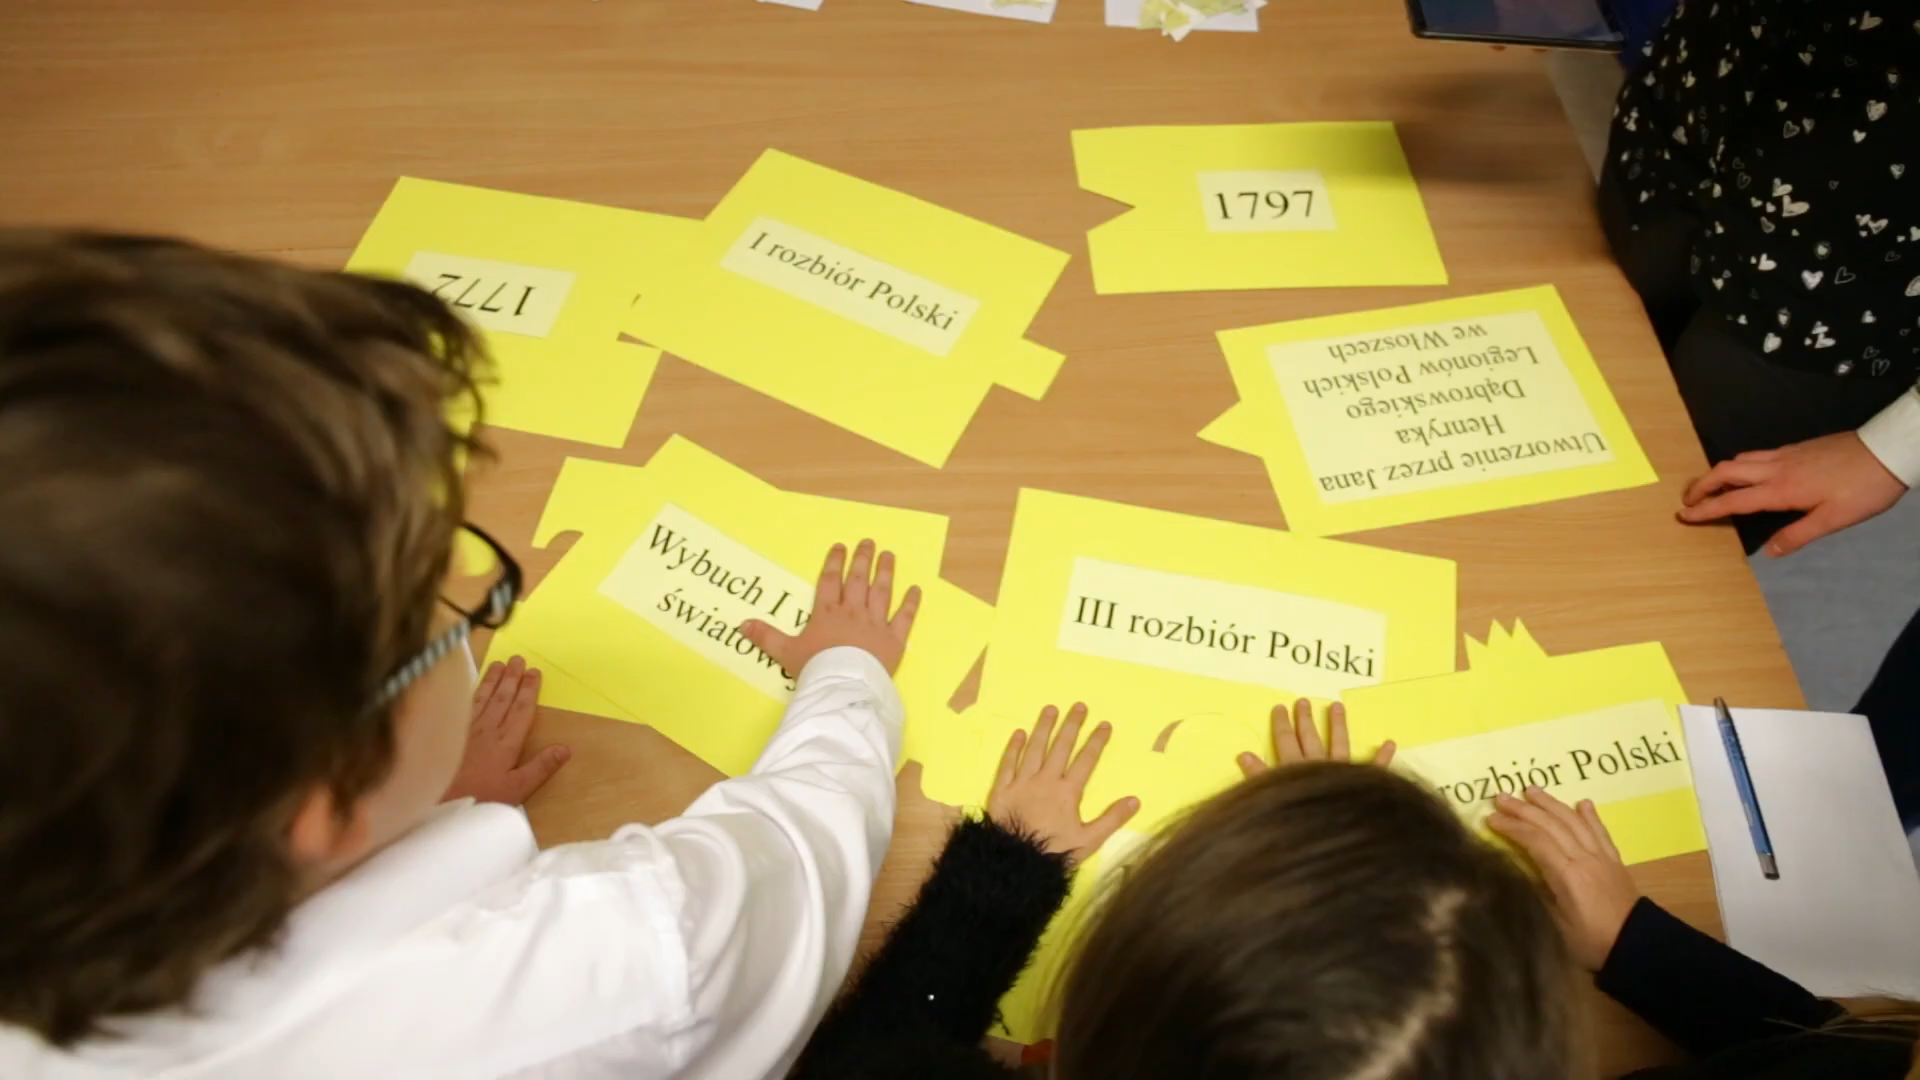 1772
I rozbiór Polski
1797
Utworzenie przez Jana
Henryka
Dąbrowskiego
Legionów Polskich
we Włoszech
Wybuch I
III rozbiór Polski
rozbiór Polski